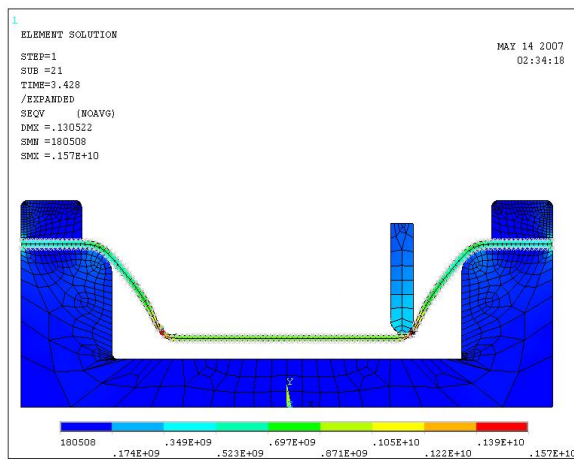 1
ELEMENT SOLUTION
STEP=1
SUB =21
TIME=3.428
/EXPANDED
SEQV (NOAVG)
DMX =.130522
SMN =180508
SMX =.157E+10
MAY 14 2007
02:34:18
Y
180508 .349E+09 .697E+09 .105E+10 .139E+10
.174E+09 .523E+09 .871E+09 .122E+10 .157E+10